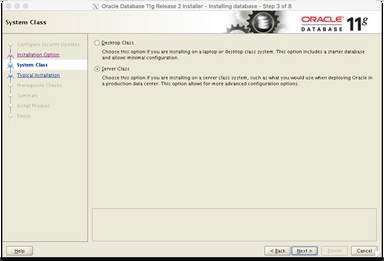 Oracle Database 11g Release 2 Installer - Installing database - Step 3 of 8
System Class
ORACLE
DATABASE
11g
Configure Security Updates
Installation Option
System Class
Typical Installation
Prerequisite Checks
Summary
Install Product
Finish
Desktop Class
Choose this option if you are installing on a laptop or desktop class system. This option includes a starter database
and allows minimal configuration.
Server Class
Choose this option if you are installing on a server class system, such as what you would use when deploying Oracle in
a production data center. This option allows for more advanced configuration options.
Help
< Back
Next >
Finish
Cancel